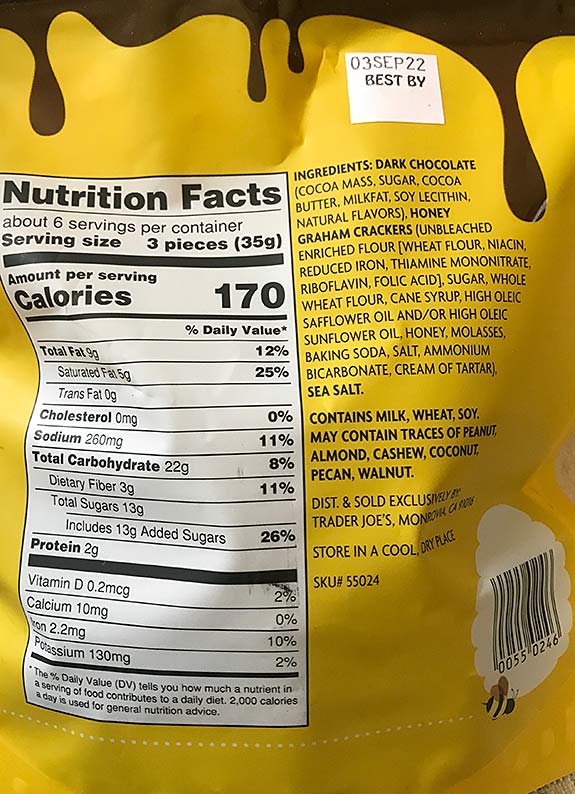 03SEP22
BEST BY
Nutrition Facts
about 6 servings per container
Serving size 3 pieces (35g)
Amount per serving
Calories 170
% Daily Value*
Total Fat 9g 12%
Saturated Fat 5g 25%
Trans Fat 0g
Cholesterol 0mg 0%
Sodium 260mg 11%
Total Carbohydrate 22g 8%
Dietary Fiber 3g 11%
Total Sugars 13g
Includes 13g Added Sugars 26%
Protein 2g
Vitamin D 0.2mcg 2%
Calcium 10mg 0%
Iron 2.2mg 10%
Potassium 130mg 2%
*The % Daily Value (DV) tells you how much a nutrient in
a serving of food contributes to a daily diet. 2,000 calories
a day is used for general nutrition advice.
INGREDIENTS: DARK CHOCOLATE
(COCOA MASS, SUGAR, COCOA
BUTTER, MILKFAT, SOY LECITHIN,
NATURAL FLAVORS), HONEY
GRAHAM CRACKERS (UNBLEACHED
ENRICHED FLOUR [WHEAT FLOUR, NIACIN,
REDUCED IRON, THIAMINE MONONITRATE,
RIBOFLAVIN, FOLIC ACID], SUGAR, WHOLE
WHEAT FLOUR, CANE SYRUP, HIGH OLEIC
SAFFLOWER OIL AND/OR HIGH OLEIC
SUNFLOWER OIL, HONEY, MOLASSES,
BAKING SODA, SALT, AMMONIUM
BICARBONATE, CREAM OF TARTAR),
SEA SALT.
CONTAINS MILK, WHEAT, SOY.
MAY CONTAIN TRACES OF PEANUT,
ALMOND, CASHEW, COCONUT,
PECAN, WALNUT.
DIST. & SOLD EXCLUSIVELY BY:
TRADER JOE'S, MONROVIA, CA 91016
STORE IN A COOL, DRY PLACE
SKU# 55024
0055 0246